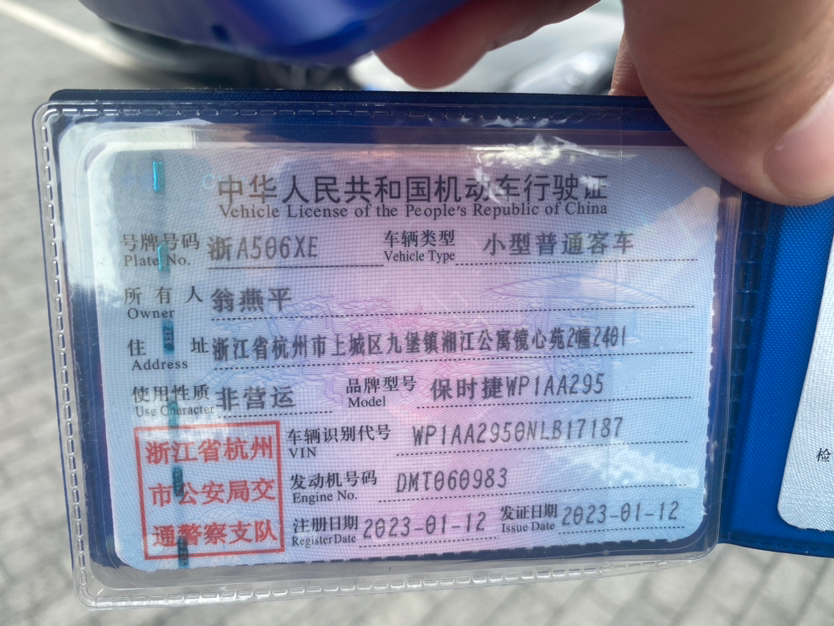 中华人民共和国机动车行驶证
Vehicle License of the People's Republic of China
号牌号码 浙A506XE 车辆类型 小型普通客车
Plate No. Vehicle Type
所有人 翁燕平
Owner
住址 浙江省杭州市上城区九堡镇湘江公寓镜心苑2幢2401
Address
使用性质 非营运 品牌型号 保时捷WP1AA295
Use Character Model
浙江省杭州
市公安局交
通警察支队
车辆识别代号 WP1AA2950NLB17187
VIN
发动机号码 DMT060983
Engine No.
注册日期 2023-01-12 发证日期 2023-01-12
Register Date Issue Date
检